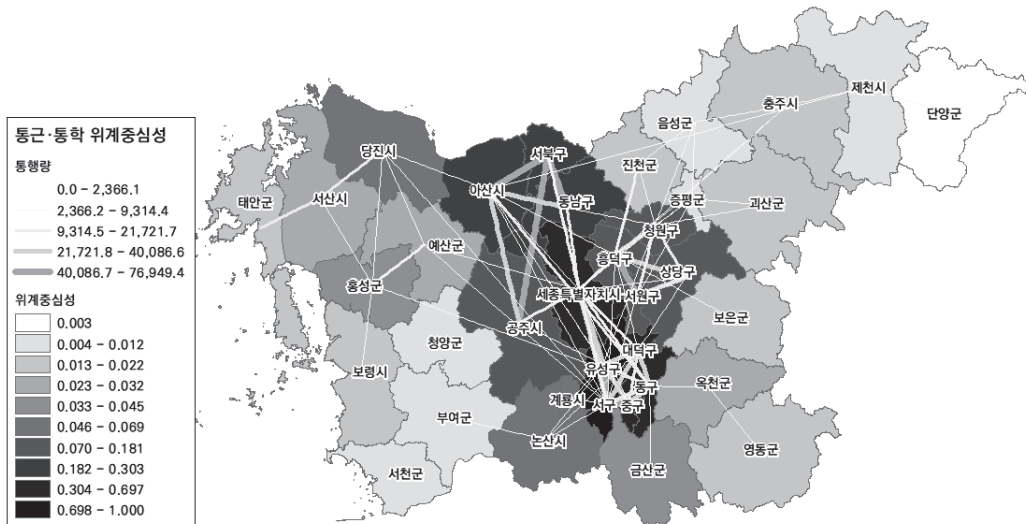 통근·통학 위계중심성
통행량
0.0 – 2,366.1
2,366.2 – 9,314.4
9,314.5 – 21,721.7
21,721.8 – 40,086.6
40,086.7 – 76,949.4
위계중심성
0.003
0.004 – 0.012
0.013 – 0.022
0.023 – 0.032
0.033 – 0.045
0.046 – 0.069
0.070 – 0.181
0.182 – 0.303
0.304 – 0.697
0.698 – 1.000
제천시
충주시
단양군
음성군
당진시
서북구
진천군
아산시
태안군
서산시
동남구
증평군
괴산군
청원구
예산군
흥덕구
상당구
홍성군
세종특별자치시
서원구
보은군
공주시
청양군
대덕구
보령시
유성구
동구
옥천군
계룡시
서구
중구
부여군
논산시
영동군
서천군
금산군